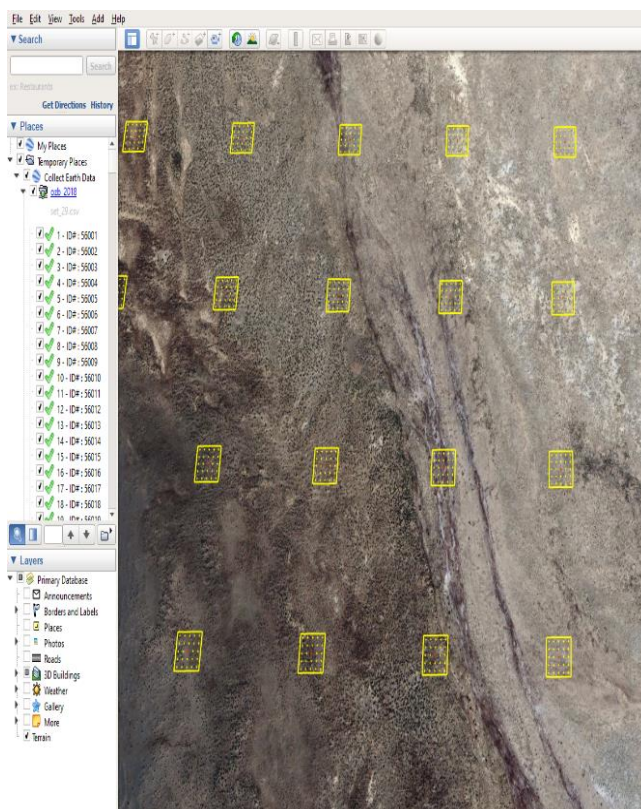 File Edit View Tools Add Help
Search
Search
ex: Restaurants
Get Directions History
Places
My Places
Temporary Places
Collect Earth Data
set_29.csv
1 - ID# : 56001
2 - ID# : 56002
3 - ID# : 56003
4 - ID# : 56004
5 - ID# : 56005
6 - ID# : 56006
7 - ID# : 56007
8 - ID# : 56008
9 - ID# : 56009
10 - ID# : 56010
11 - ID# : 56011
12 - ID# : 56012
13 - ID# : 56013
14 - ID# : 56014
15 - ID# : 56015
16 - ID# : 56016
17 - ID# : 56017
18 - ID# : 56018
Layers
Primary Database
Announcements
Borders and Labels
Places
Photos
Roads
3D Buildings
Weather
Gallery
More
Terrain